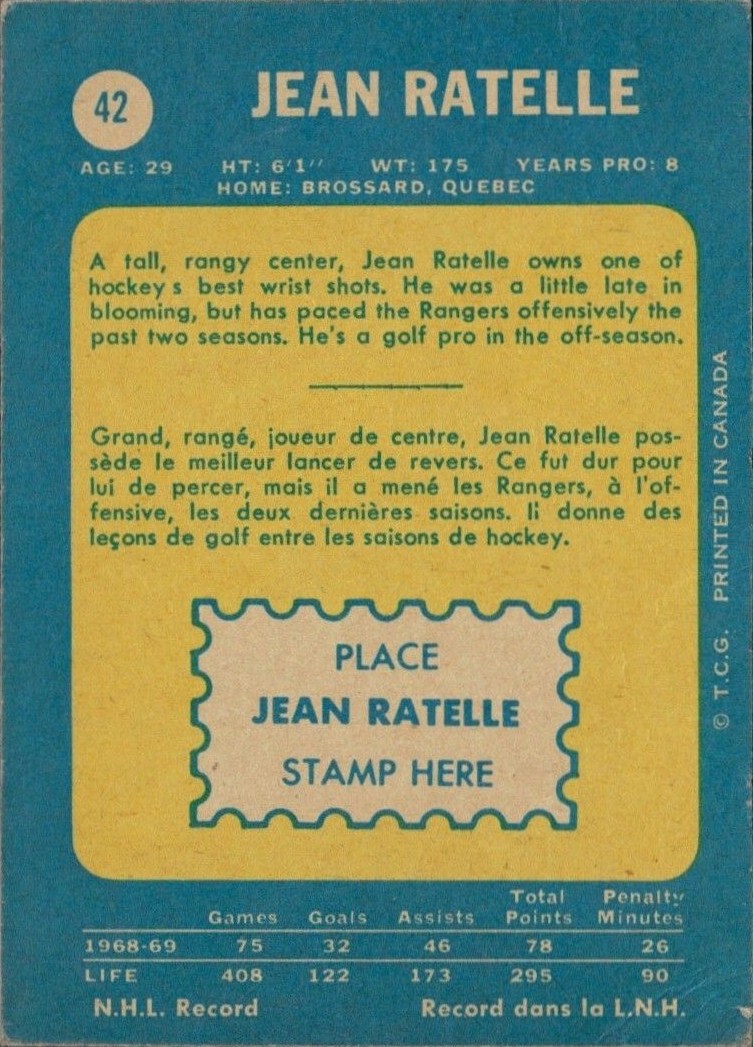 42
JEAN RATELLE
AGE: 29 HT: 6'1'' WT: 175 YEARS PRO: 8
HOME: BROSSARD, QUEBEC
A tall, rangy center, Jean Ratelle owns one of
hockey s best wrist shots. He was a little late in
blooming, but has paced the Rangers offensively the
past two seasons. He's a golf pro in the off-season.
Grand, rangé, joueur de centre, Jean Ratelle pos-
sède le meilleur lancer de revers. Ce fut dur pour
lui de percer, mais il a mené les Rangers, à l'of-
fensive, les deux dernières saisons. Il donne des
leçons de golf entre les saisons de hockey.
PLACE
JEAN RATELLE
STAMP HERE
© T.C.G. PRINTED IN CANADA
Total Penalty
Games Goals Assists Points Minutes
1968-69 75 32 46 78 26
LIFE 408 122 173 295 90
N.H.L. Record Record dans la L.N.H.